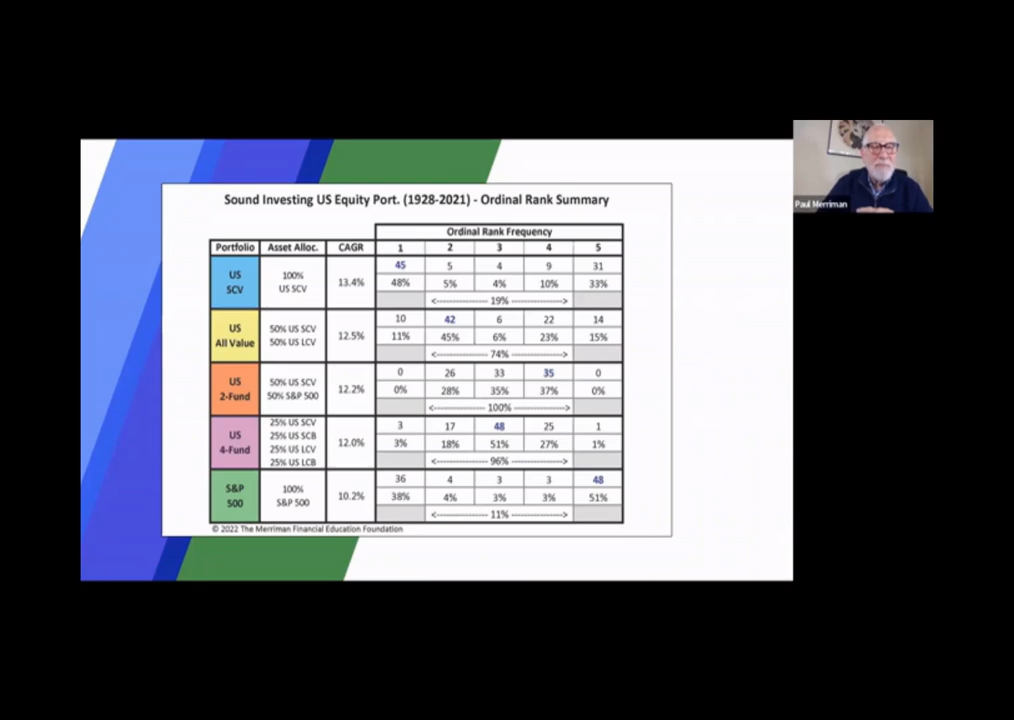 Sound Investing US Equity Port. (1928-2021) - Ordinal Rank Summary
Ordinal Rank Frequency
Portfolio Asset Alloc. CAGR 1 2 3 4 5
US SCV 100% US SCV 13.4% 45 5 4 9 31
48% 5% 4% 10% 33%
<--------------- 19% --------------->
US All Value 50% US SCV 50% US LCV 12.5% 10 42 6 22 14
11% 45% 6% 23% 15%
<--------------- 74% --------------->
US 2-Fund 50% US SCV 50% S&P 500 12.2% 0 26 33 35 0
0% 28% 35% 37% 0%
<--------------- 100% --------------->
US 4-Fund 25% US SCV 25% US SCB 25% US LCV 25% US LCB 12.0% 3 17 48 25 1
3% 18% 51% 27% 1%
<--------------- 96% --------------->
S&P 500 100% S&P 500 10.2% 36 4 3 3 48
38% 4% 3% 3% 51%
<--------------- 11% --------------->
© 2022 The Merriman Financial Education Foundation
Paul Merriman